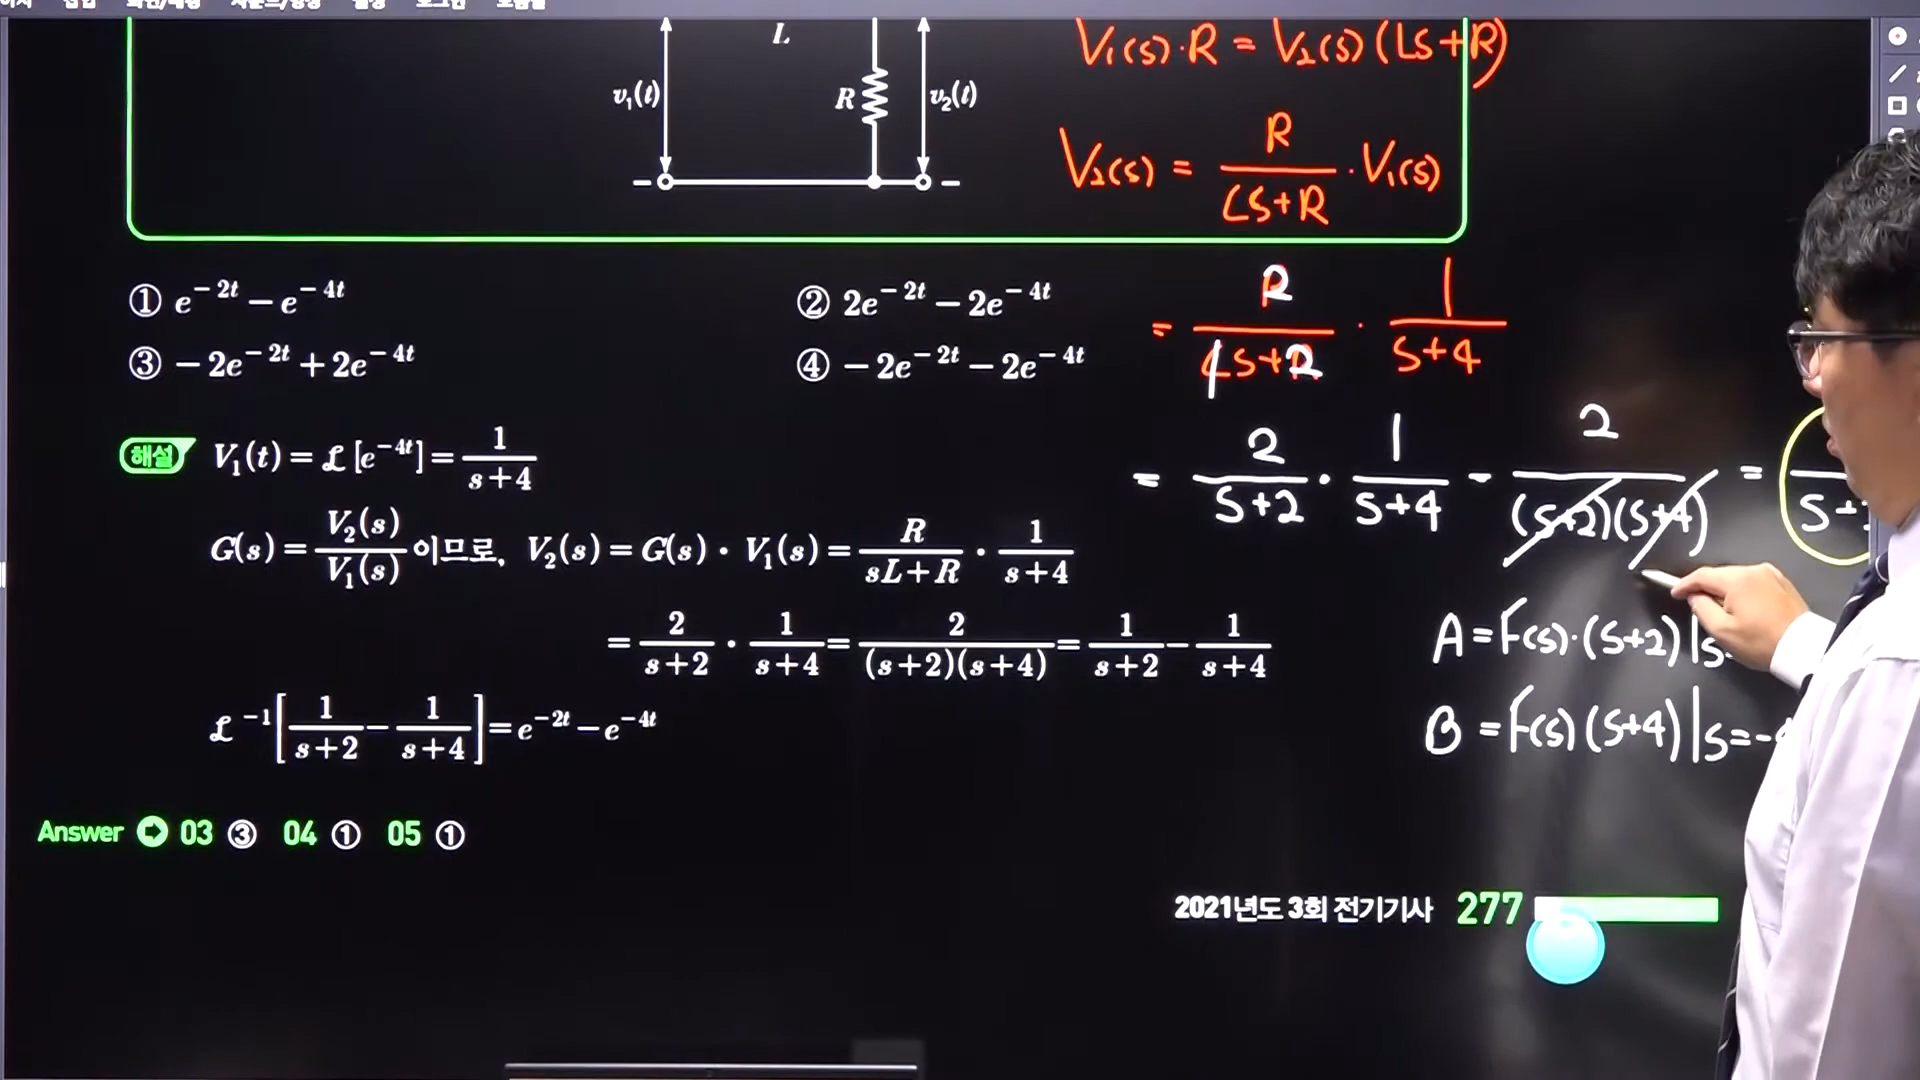 L
v₁(t)
R
v₂(t)
V₁(s)·R = V₂(s)(Ls+R)
V₂(s) = R/(Ls+R) · V₁(s)
① e^(-2t) - e^(-4t)
② 2e^(-2t) - 2e^(-4t)
③ -2e^(-2t) + 2e^(-4t)
④ -2e^(-2t) - 2e^(-4t)
= 2/(1s+2) · 1/(s+4)
= 2/(s+2) · 1/(s+4) - 2/((s+2)(s+4)) =
A = F(s)·(s+2)|s=
B = F(s)(s+4)|s=-4
해설 V₁(t) = ℒ[e^(-4t)] = 1/(s+4)
G(s) = V₂(s)/V₁(s) 이므로, V₂(s) = G(s) · V₁(s) = R/(sL+R) · 1/(s+4)
= 2/(s+2) · 1/(s+4) = 2/((s+2)(s+4)) = 1/(s+2) - 1/(s+4)
ℒ⁻¹[1/(s+2) - 1/(s+4)] = e^(-2t) - e^(-4t)
Answer 03 ③ 04 ① 05 ①
2021년도 3회 전기기사 277